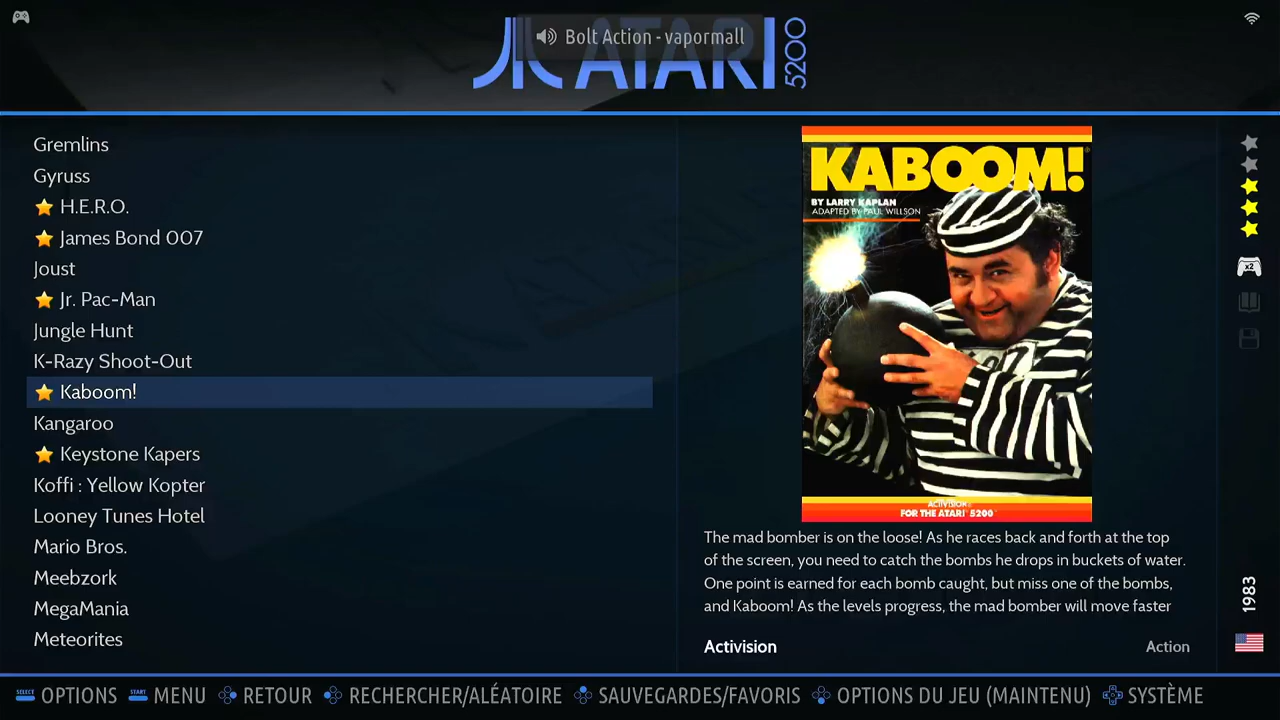 ATARI 5200
Bolt Action - vapormall
Gremlins
Gyruss
H.E.R.O.
James Bond 007
Joust
Jr. Pac-Man
Jungle Hunt
K-Razy Shoot-Out
Kaboom!
Kangaroo
Keystone Kapers
Koffi : Yellow Kopter
Looney Tunes Hotel
Mario Bros.
Meebzork
MegaMania
Meteorites
KABOOM!
BY LARRY KAPLAN
ADAPTED BY PAUL WILLSON
ACTIVISION
FOR THE ATARI 5200
The mad bomber is on the loose! As he races back and forth at the top
of the screen, you need to catch the bombs he drops in buckets of water.
One point is earned for each bomb caught, but miss one of the bombs,
and Kaboom! As the levels progress, the mad bomber will move faster
Activision
Action
x2
1983
SELECT OPTIONS START MENU RETOUR RECHERCHER/ALÉATOIRE SAUVEGARDES/FAVORIS OPTIONS DU JEU (MAINTENU) SYSTÈME